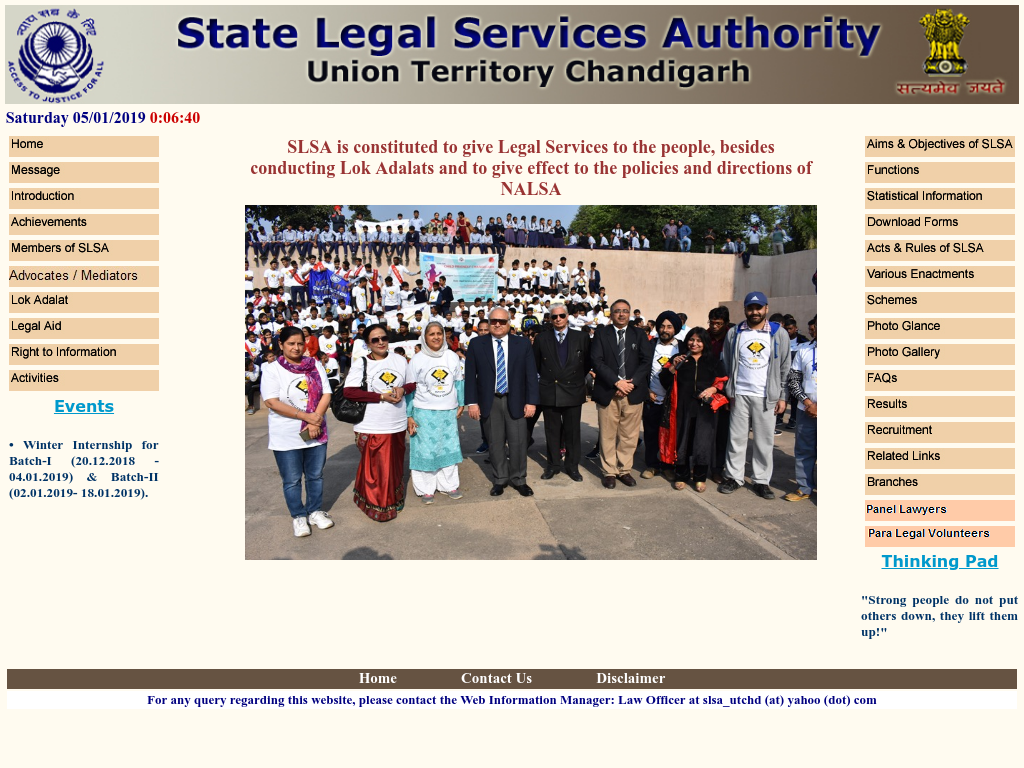 न्याय सब के लिए
ACCESS TO JUSTICE FOR ALL
State Legal Services Authority
Union Territory Chandigarh
सत्यमेव जयते
Saturday 05/01/2019 0:06:40
Home
Message
Introduction
Achievements
Members of SLSA
Advocates / Mediators
Lok Adalat
Legal Aid
Right to Information
Activities
Events
• Winter Internship for
Batch-I (20.12.2018 -
04.01.2019) & Batch-II
(02.01.2019- 18.01.2019).
SLSA is constituted to give Legal Services to the people, besides
conducting Lok Adalats and to give effect to the policies and directions of
NALSA
Aims & Objectives of SLSA
Functions
Statistical Information
Download Forms
Acts & Rules of SLSA
Various Enactments
Schemes
Photo Glance
Photo Gallery
FAQs
Results
Recruitment
Related Links
Branches
Panel Lawyers
Para Legal Volunteers
Thinking Pad
"Strong people do not put
others down, they lift them
up!"
Home Contact Us Disclaimer
For any query regarding this website, please contact the Web Information Manager: Law Officer at slsa_utchd (at) yahoo (dot) com